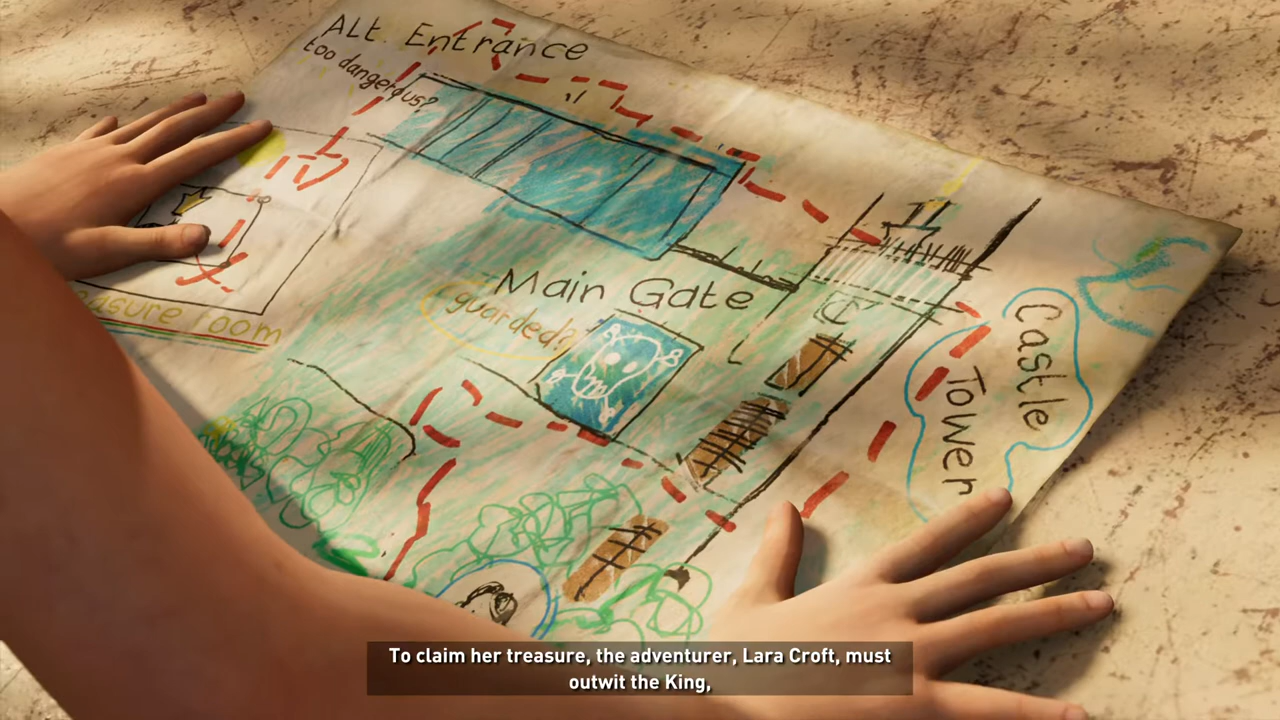 ALt. Entrance
too dangerous?
Main Gate
(guarded?)
Castle
Tower
easure room
To claim her treasure, the adventurer, Lara Croft, must
outwit the King,